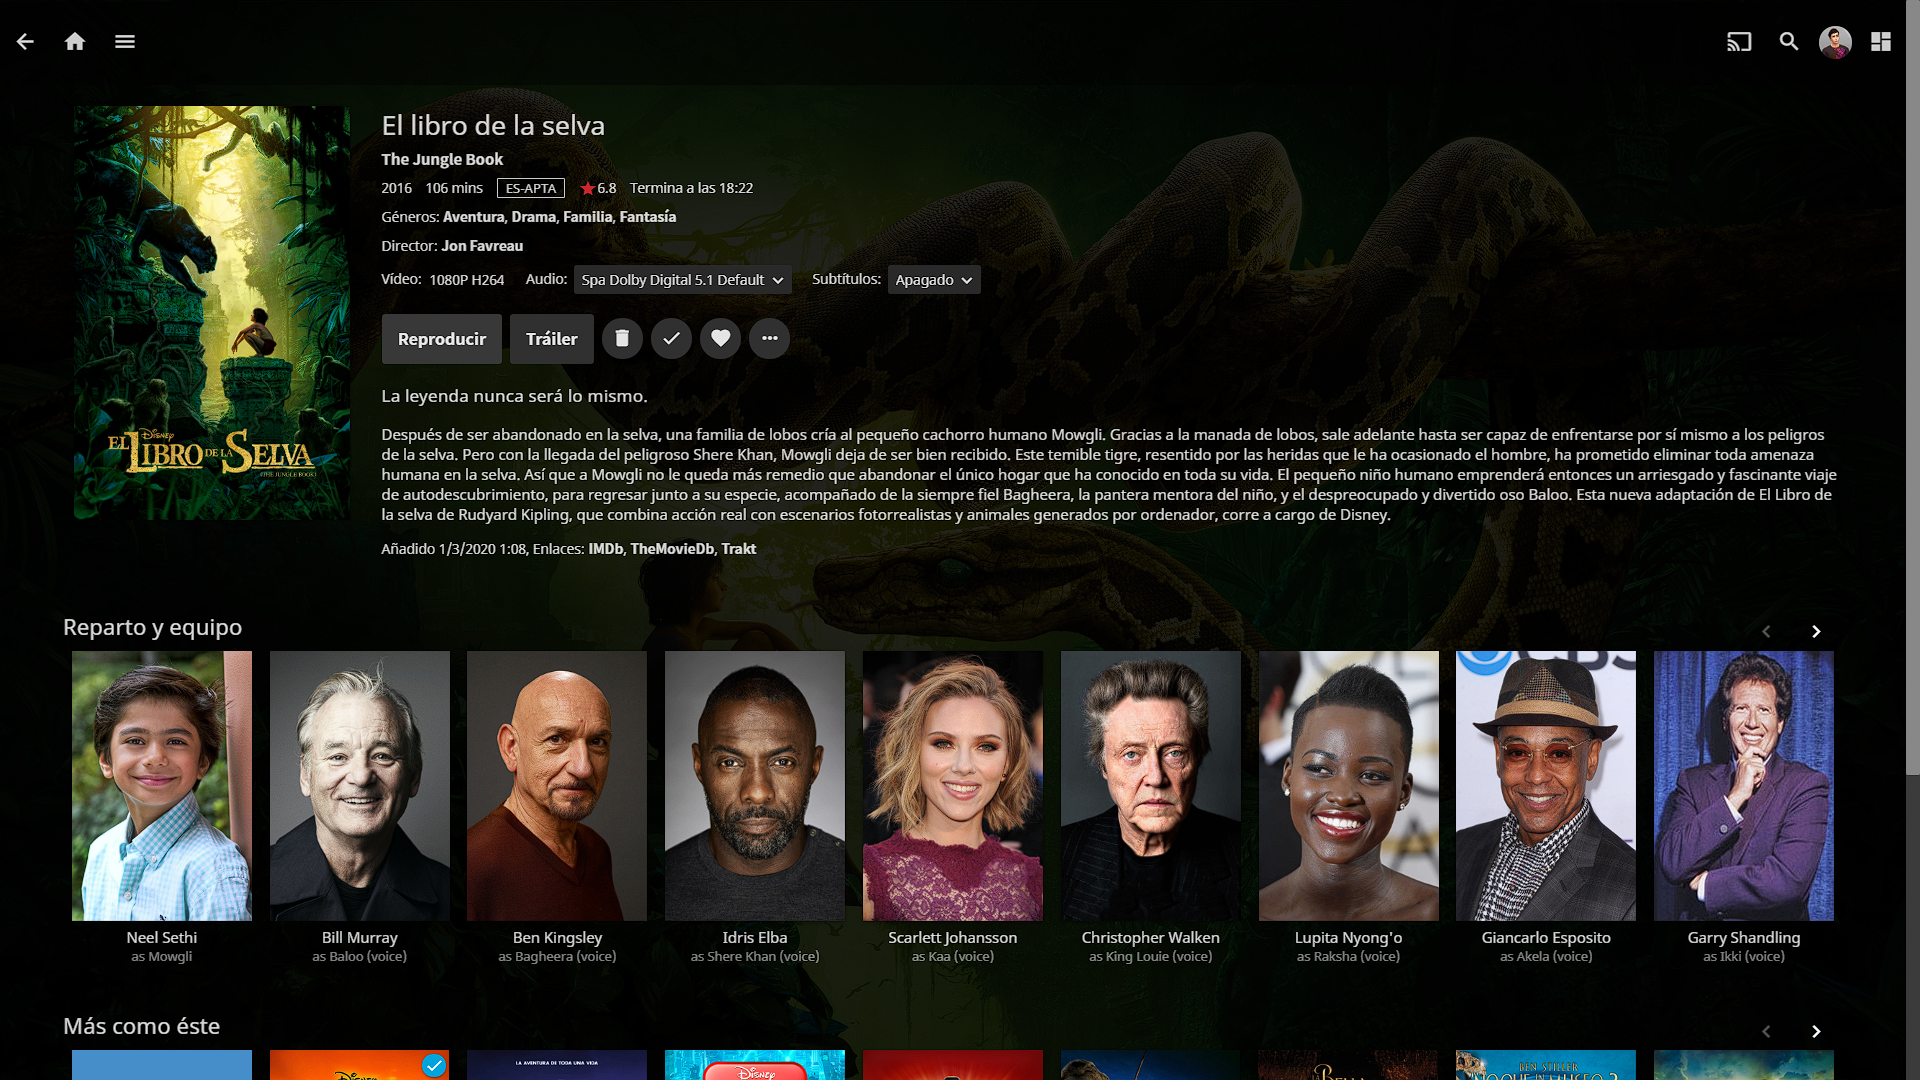 El libro de la selva
The Jungle Book
2016 106 mins ES-APTA 6.8 Termina a las 18:22
Géneros: Aventura, Drama, Familia, Fantasía
Director: Jon Favreau
Vídeo: 1080P H264 Audio: Spa Dolby Digital 5.1 Default Subtítulos: Apagado
Reproducir Tráiler
La leyenda nunca será lo mismo.
Después de ser abandonado en la selva, una familia de lobos cría al pequeño cachorro humano Mowgli. Gracias a la manada de lobos, sale adelante hasta ser capaz de enfrentarse por sí mismo a los peligros
de la selva. Pero con la llegada del peligroso Shere Khan, Mowgli deja de ser bien recibido. Este temible tigre, resentido por las heridas que le ha ocasionado el hombre, ha prometido eliminar toda amenaza
humana en la selva. Así que a Mowgli no le queda más remedio que abandonar el único hogar que ha conocido en toda su vida. El pequeño niño humano emprenderá entonces un arriesgado y fascinante viaje
de autodescubrimiento, para regresar junto a su especie, acompañado de la siempre fiel Bagheera, la pantera mentora del niño, y el despreocupado y divertido oso Baloo. Esta nueva adaptación de El Libro de
la selva de Rudyard Kipling, que combina acción real con escenarios fotorrealistas y animales generados por ordenador, corre a cargo de Disney.
Añadido 1/3/2020 1:08, Enlaces: IMDb, TheMovieDb, Trakt
Disney
EL LIBRO DE LA SELVA
(THE JUNGLE BOOK)
Reparto y equipo
CBS
Neel Sethi
as Mowgli
Bill Murray
as Baloo (voice)
Ben Kingsley
as Bagheera (voice)
Idris Elba
as Shere Khan (voice)
Scarlett Johansson
as Kaa (voice)
Christopher Walken
as King Louie (voice)
Lupita Nyong'o
as Raksha (voice)
Giancarlo Esposito
as Akela (voice)
Garry Shandling
as Ikki (voice)
Más como éste
Disney
LA AVENTURA DE TODA UNA VIDA
Disney
BELLA
BEN STILLER